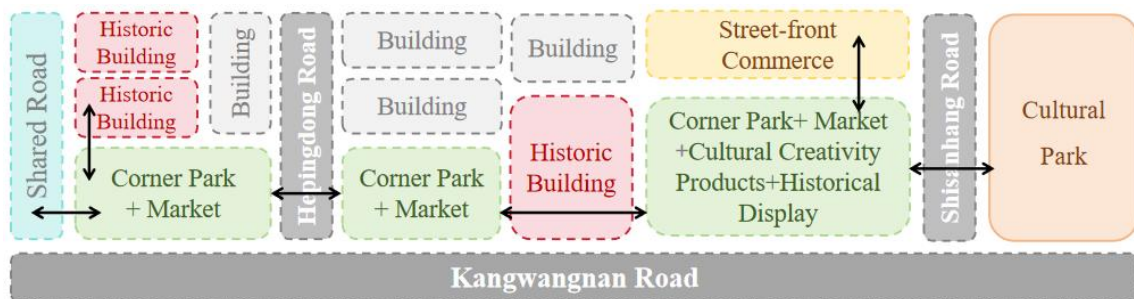 Shared Road
Historic
Building
Historic
Building
Building
Corner Park
+ Market
Hepingdong Road
Building
Building
Corner Park
+ Market
Building
Historic
Building
Street-front
Commerce
Corner Park+ Market
+Cultural Creativity
Products+Historical
Display
Shisanhang Road
Cultural
Park
Kangwangnan Road